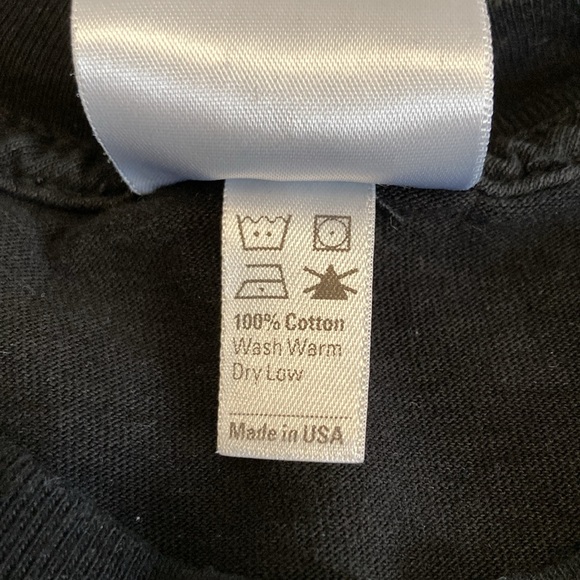 100% Cotton
Wash Warm
Dry Low
Made in USA